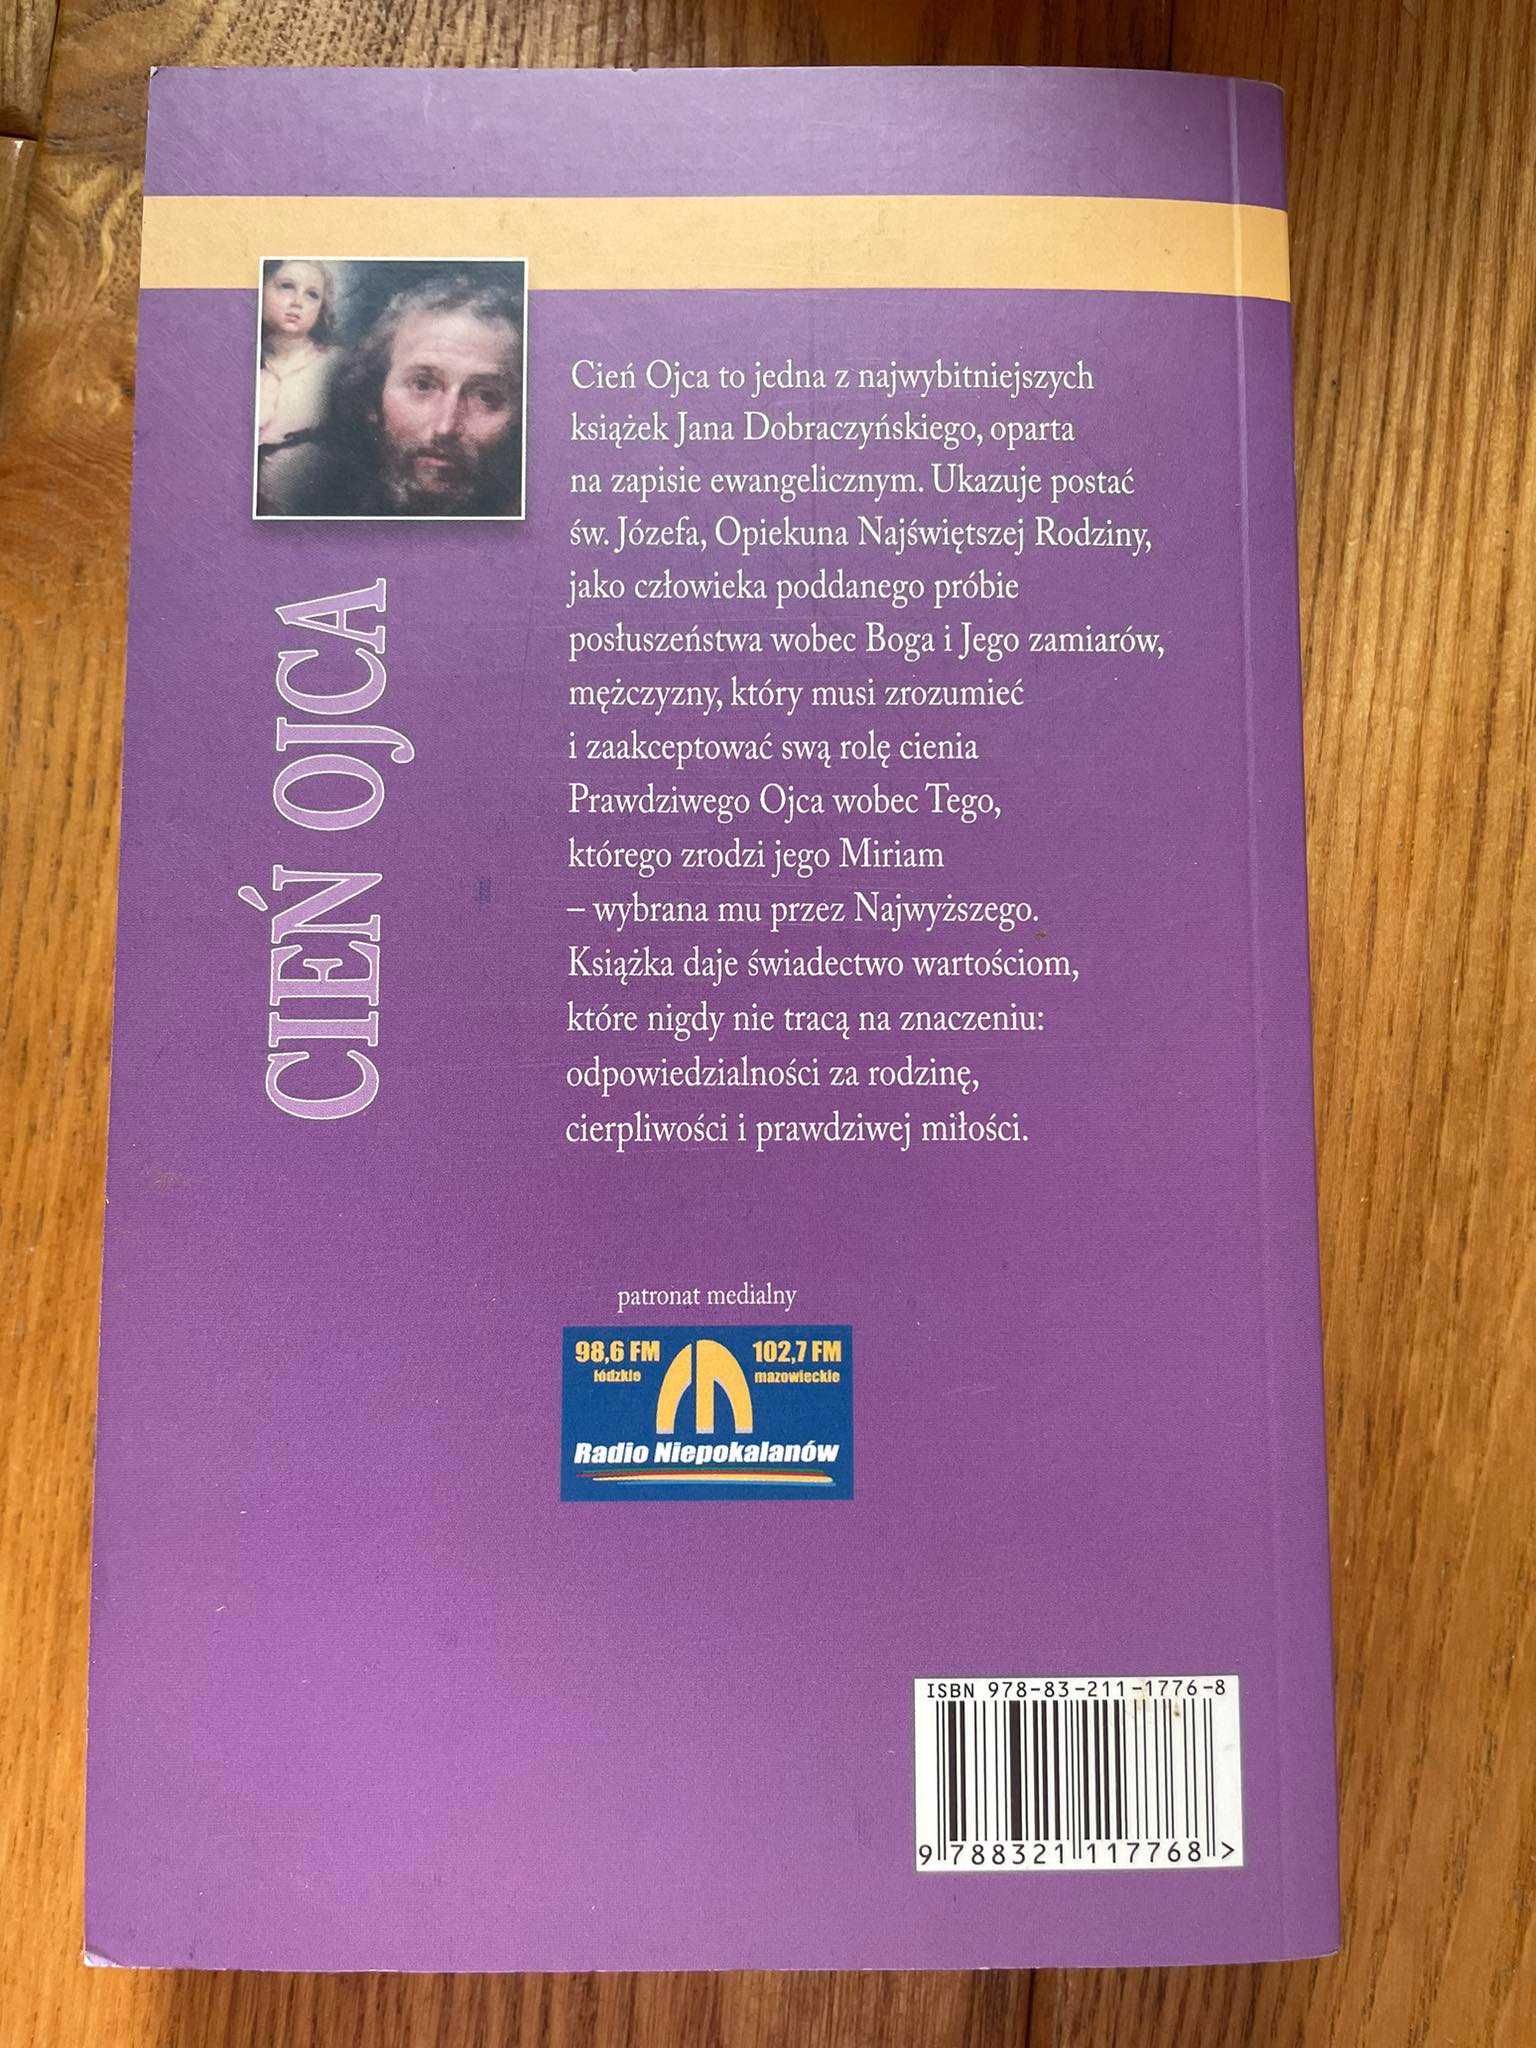 CIEŃ OJCA
Cień Ojca to jedna z najwybitniejszych
książek Jana Dobraczyńskiego, oparta
na zapisie ewangelicznym. Ukazuje postać
św. Józefa, Opiekuna Najświętszej Rodziny,
jako człowieka poddanego próbie
posłuszeństwa wobec Boga i Jego zamiarów,
mężczyzny, który musi zrozumieć
i zaakceptować swą rolę cienia
Prawdziwego Ojca wobec Tego,
którego zrodzi jego Miriam
– wybrana mu przez Najwyższego.
Książka daje świadectwo wartościom,
które nigdy nie tracą na znaczeniu:
odpowiedzialności za rodzinę,
cierpliwości i prawdziwej miłości.
patronat medialny
98,6 FM 102,7 FM
łódzkie mazowieckie
Radio Niepokalanów
ISBN 978-83-211-1776-8
9 788321 117768 >